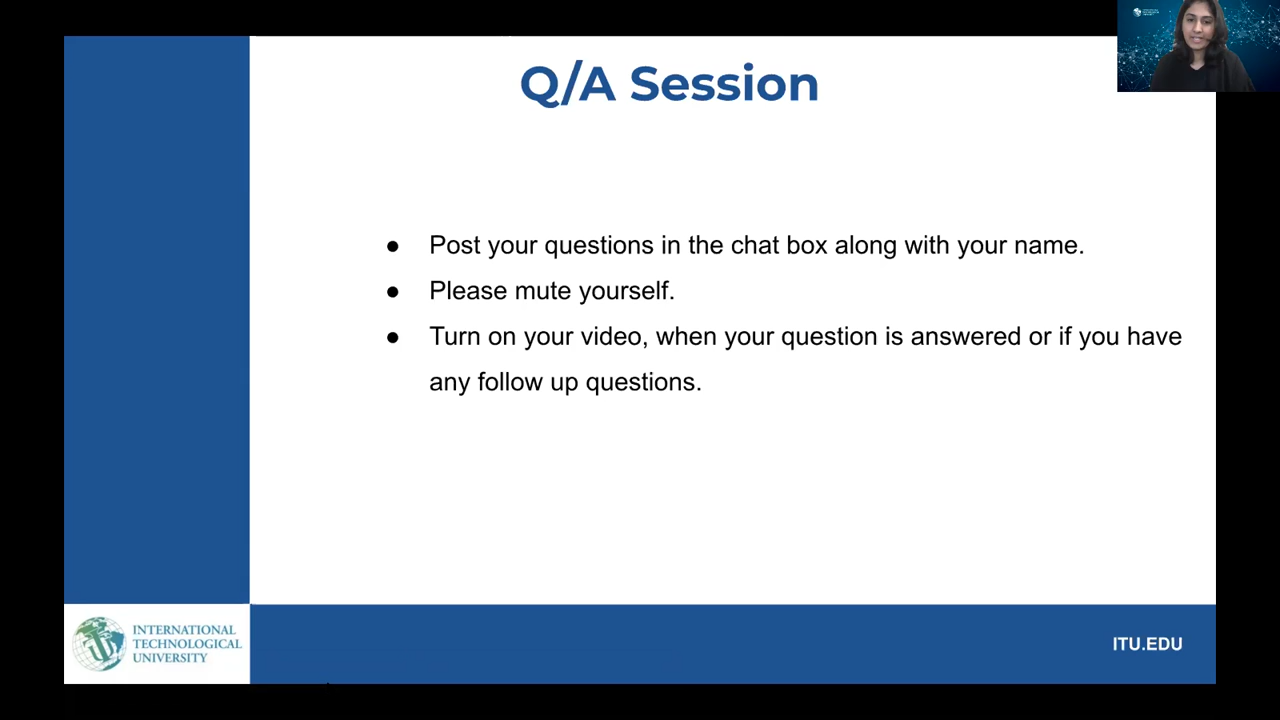 Q/A Session
● Post your questions in the chat box along with your name.
● Please mute yourself.
● Turn on your video, when your question is answered or if you have
any follow up questions.
INTERNATIONAL
TECHNOLOGICAL
UNIVERSITY
ITU.EDU